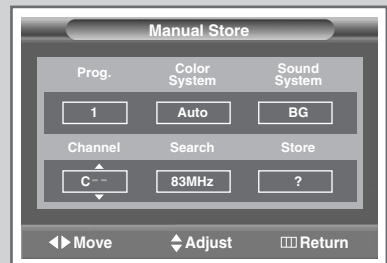 Manual Store
Prog. Color System Sound System
1 Auto BG
Channel Search Store
C-- 83MHz ?
Move Adjust Return